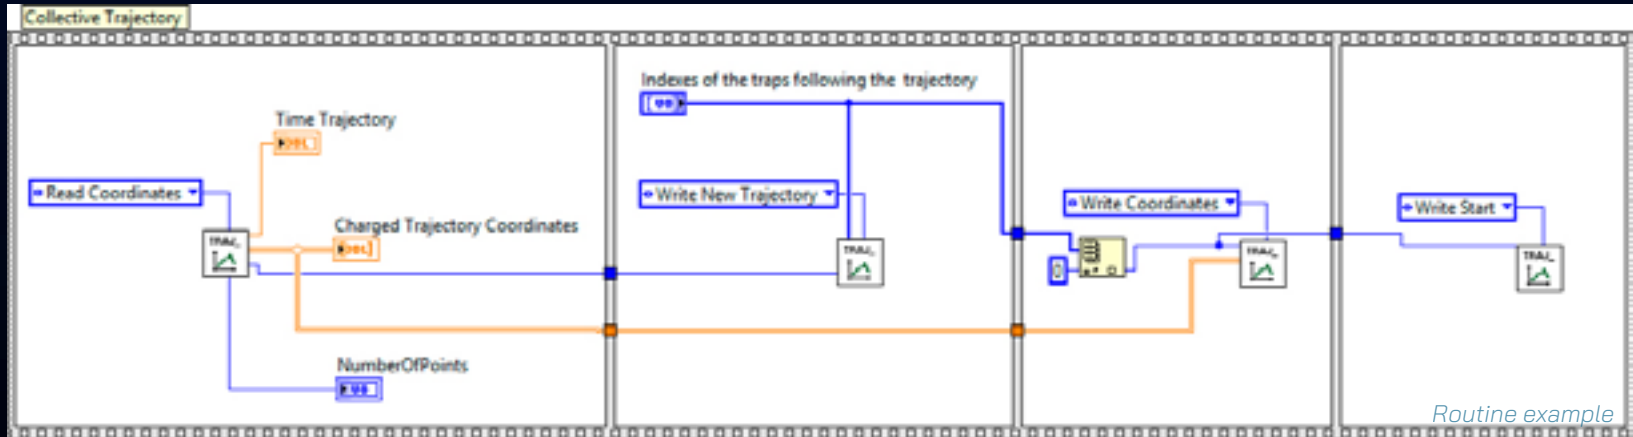 Collective Trajectory
Time Trajectory
Read Coordinates
Charged Trajectory Coordinates
NumberOfPoints
Indexes of the traps following the trajectory
Write New Trajectory
Write Coordinates
0
Write Start
Routine example